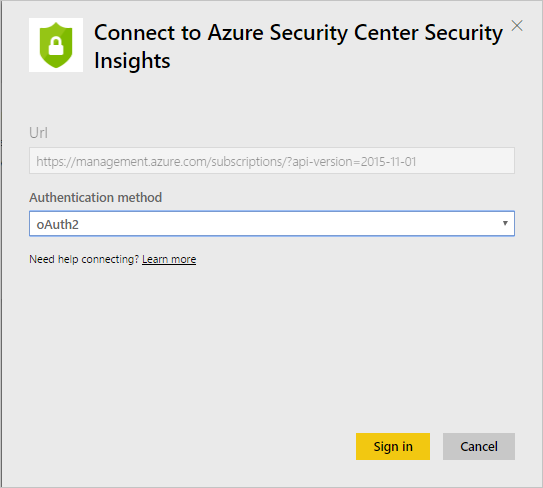 Connect to Azure Security Center Security
Insights
Url
https://management.azure.com/subscriptions/?api-version=2015-11-01
Authentication method
oAuth2
Need help connecting? Learn more
Sign in
Cancel